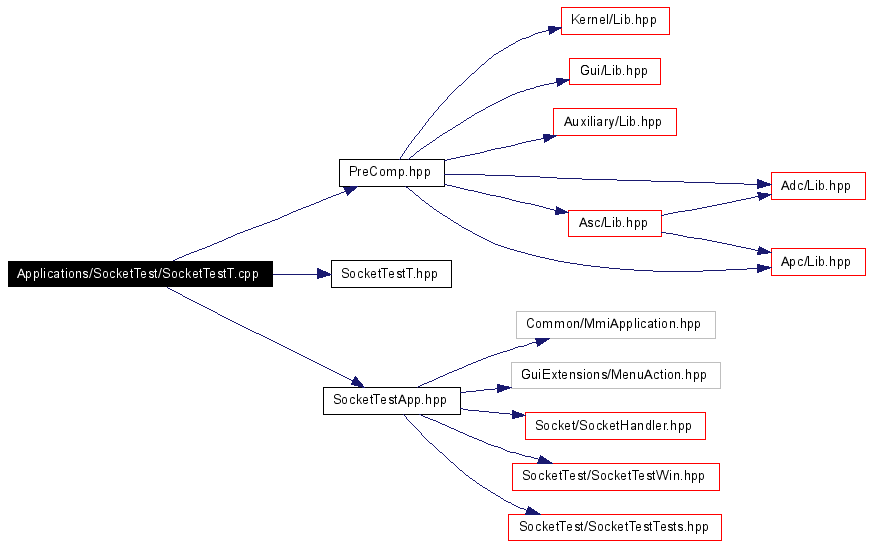 Kernel/Lib.hpp
Gui/Lib.hpp
Auxiliary/Lib.hpp
PreComp.hpp
Adc/Lib.hpp
Asc/Lib.hpp
Apc/Lib.hpp
Applications/SocketTest/SocketTestT.cpp
SocketTestT.hpp
Common/MmiApplication.hpp
GuiExtensions/MenuAction.hpp
SocketTestApp.hpp
Socket/SocketHandler.hpp
SocketTest/SocketTestWin.hpp
SocketTest/SocketTestTests.hpp